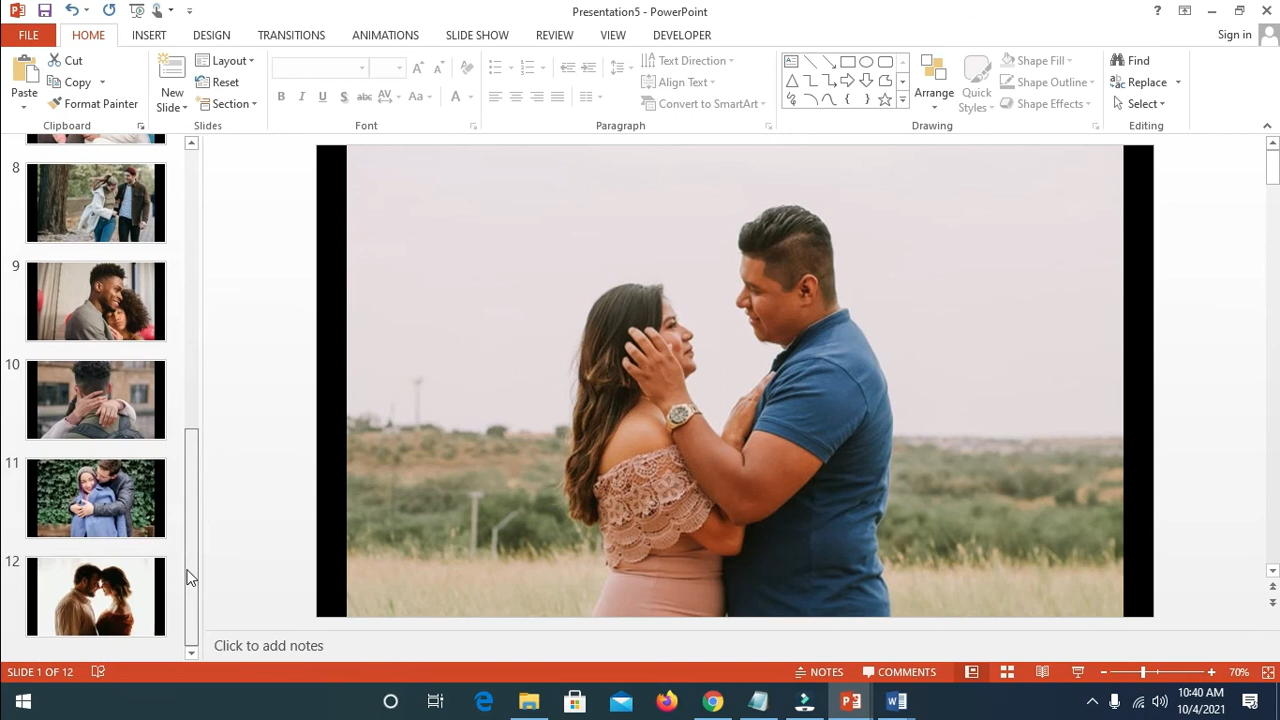 Presentation5 - PowerPoint
?
FILE HOME INSERT DESIGN TRANSITIONS ANIMATIONS SLIDE SHOW REVIEW VIEW DEVELOPER Sign in
Paste
Cut
Copy
Format Painter
Clipboard
New
Slide
Layout
Reset
Section
Slides
B I U S abc AV Aa A
Font
Text Direction
Align Text
Convert to SmartArt
Paragraph
Arrange
Quick
Styles
Shape Fill
Shape Outline
Shape Effects
Drawing
Find
Replace
Select
Editing
8
9
10
11
12
Click to add notes
SLIDE 1 OF 12 NOTES COMMENTS 70%
10:40 AM
10/4/2021